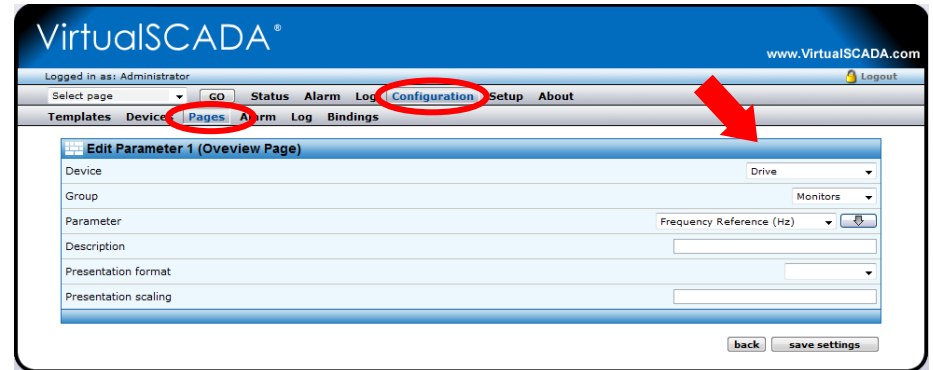 VirtualSCADA®
www.VirtualSCADA.com
Logged in as: Administrator Logout
Select page GO Status Alarm Log Configuration Setup About
Templates Devices Pages Alarm Log Bindings
Edit Parameter 1 (Oveview Page)
Device Drive
Group Monitors
Parameter Frequency Reference (Hz)
Description
Presentation format
Presentation scaling
back save settings